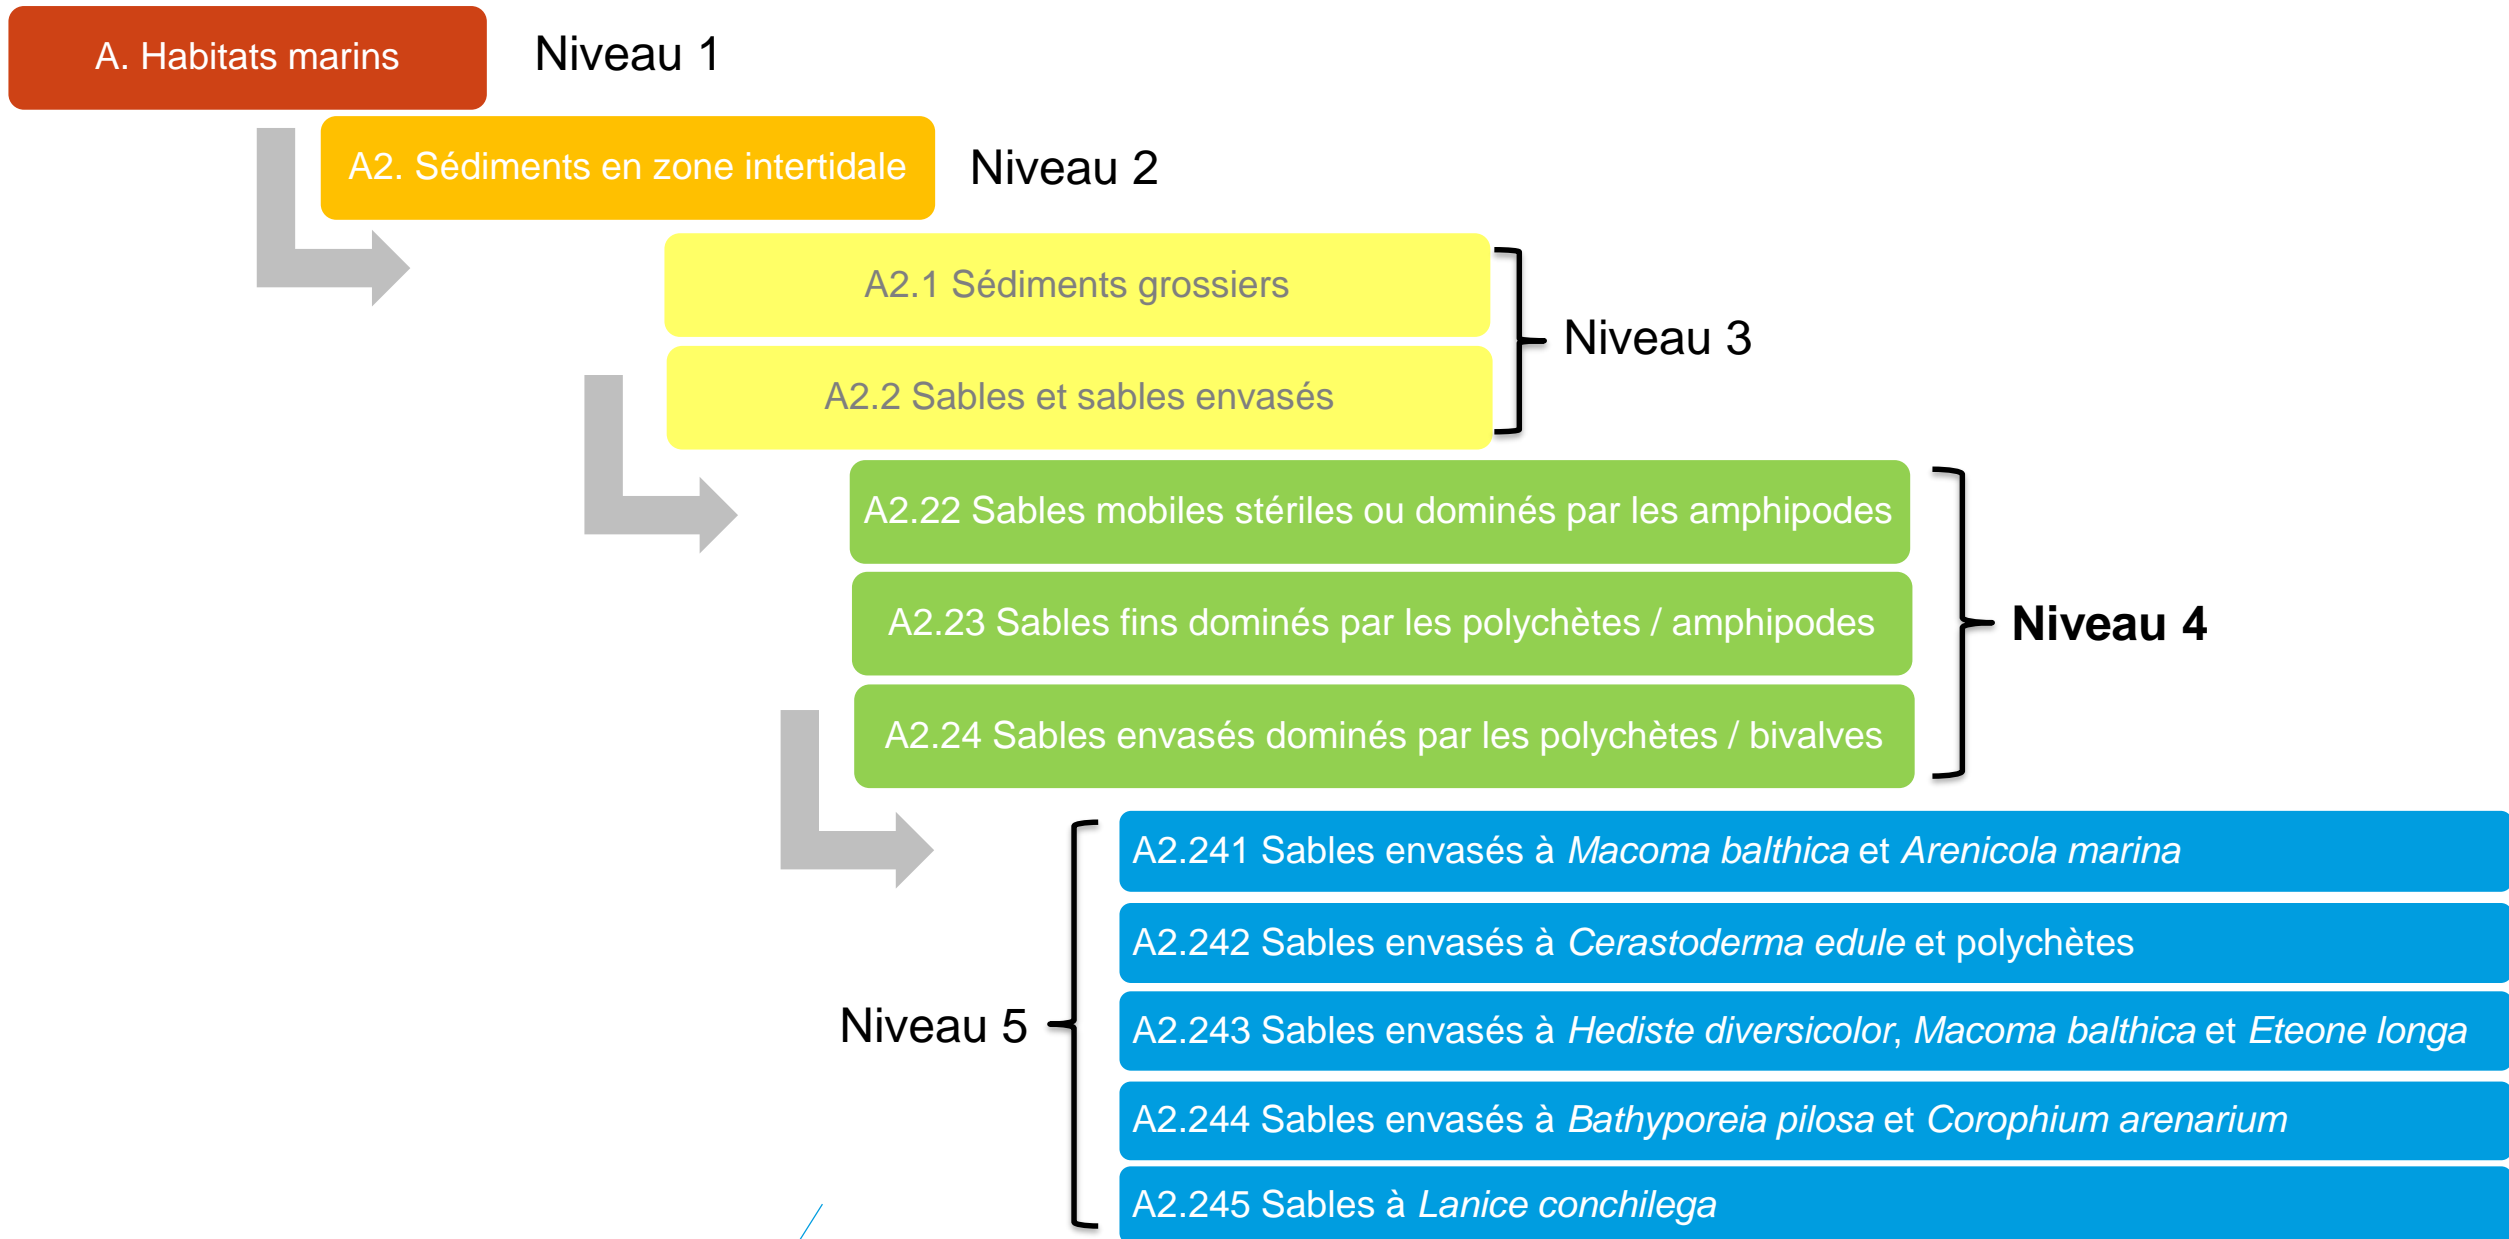 A. Habitats marins
Niveau 1
A2. Sédiments en zone intertidale
Niveau 2
A2.1 Sédiments grossiers
Niveau 3
A2.2 Sables et sables envasés
A2.22 Sables mobiles stériles ou dominés par les amphipodes
A2.23 Sables fins dominés par les polychètes / amphipodes
Niveau 4
A2.24 Sables envasés dominés par les polychètes / bivalves
A2.241 Sables envasés à Macoma balthica et Arenicola marina
A2.242 Sables envasés à Cerastoderma edule et polychètes
Niveau 5
A2.243 Sables envasés à Hediste diversicolor, Macoma balthica et Eteone longa
A2.244 Sables envasés à Bathyporeia pilosa et Corophium arenarium
A2.245 Sables à Lanice conchilega